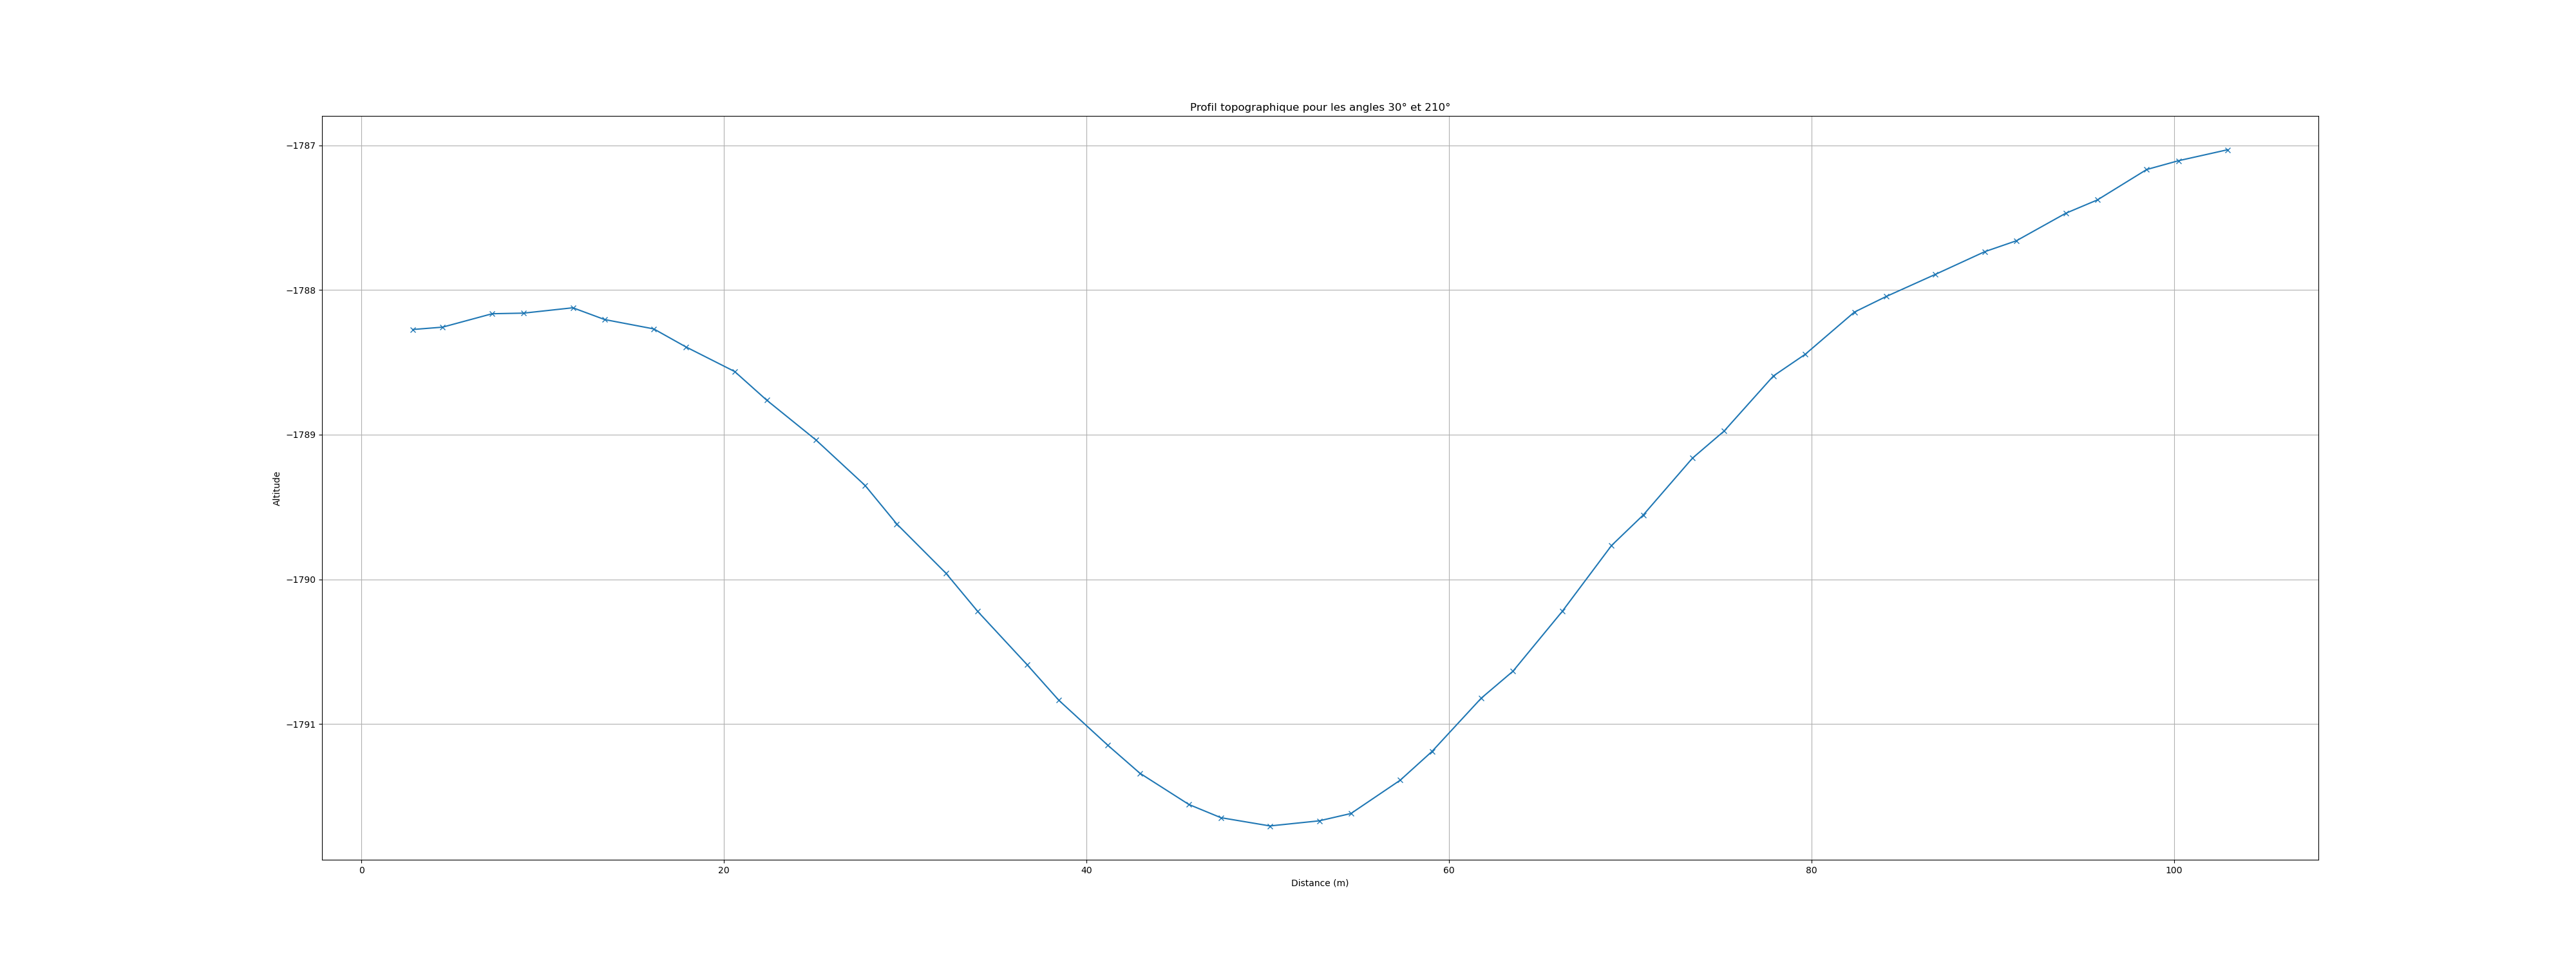 Profil topographique pour les angles 30° et 210°
−1787
−1788
−1789
−1790
−1791
Altitude
0 20 40 60 80 100
Distance (m)